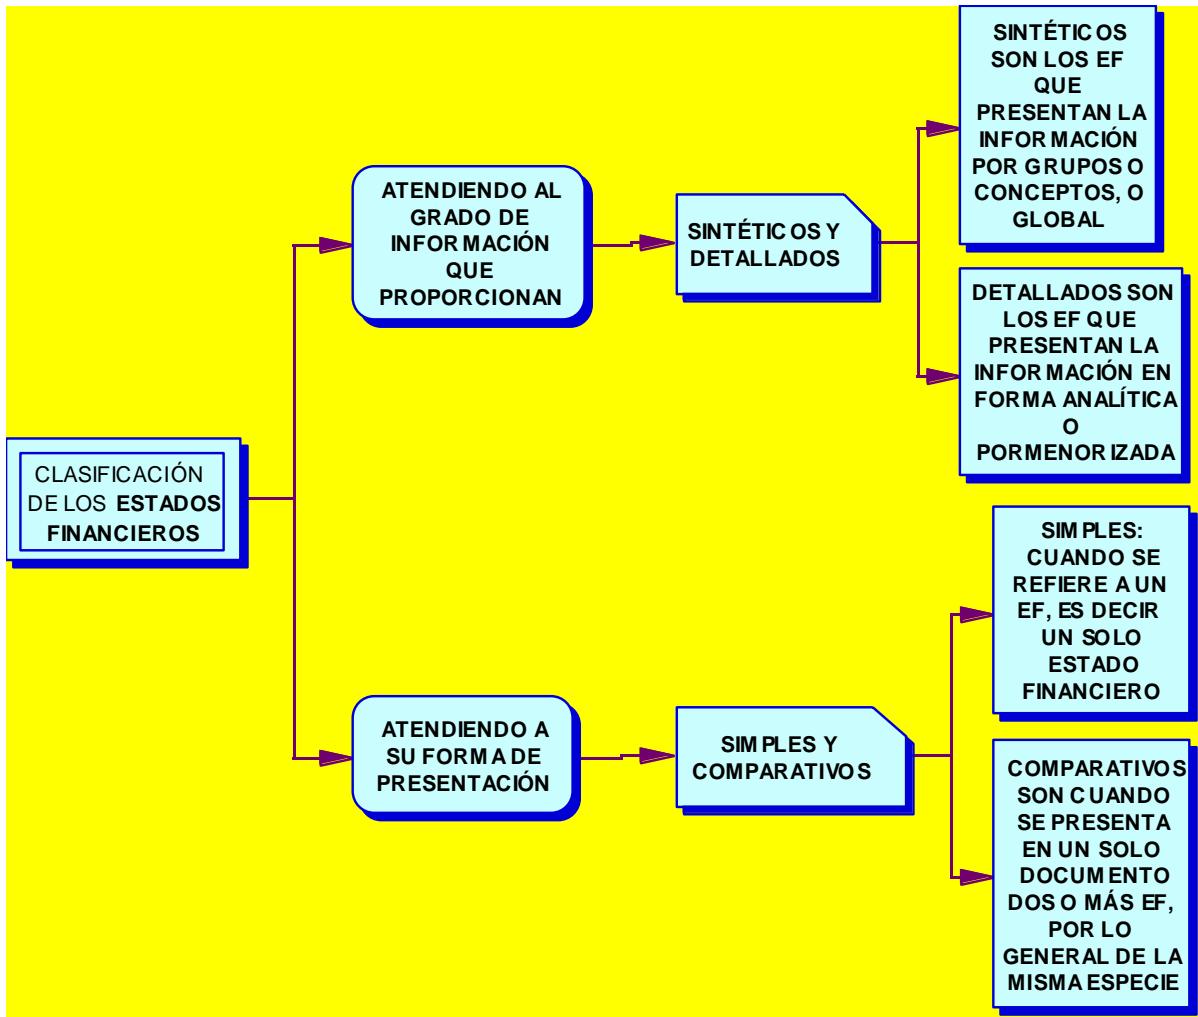 CLASIFICACIÓN
DE LOS ESTADOS
FINANCIEROS
ATENDIENDO AL
GRADO DE
INFORMACIÓN
QUE
PROPORCIONAN
SINTÉTICOS Y
DETALLADOS
SINTÉTICOS
SON LOS EF
QUE
PRESENTAN LA
INFORMACIÓN
POR GRUPOS O
CONCEPTOS, O
GLOBAL
DETALLADOS SON
LOS EF QUE
PRESENTAN LA
INFORMACIÓN EN
FORMA ANALÍTICA
O
PORMENORIZADA
ATENDIENDO A
SU FORMA DE
PRESENTACIÓN
SIMPLES Y
COMPARATIVOS
SIMPLES:
CUANDO SE
REFIERE A UN
EF, ES DECIR
UN SOLO
ESTADO
FINANCIERO
COMPARATIVOS
SON CUANDO
SE PRESENTA
EN UN SOLO
DOCUMENTO
DOS O MÁS EF,
POR LO
GENERAL DE LA
MISMA ESPECIE